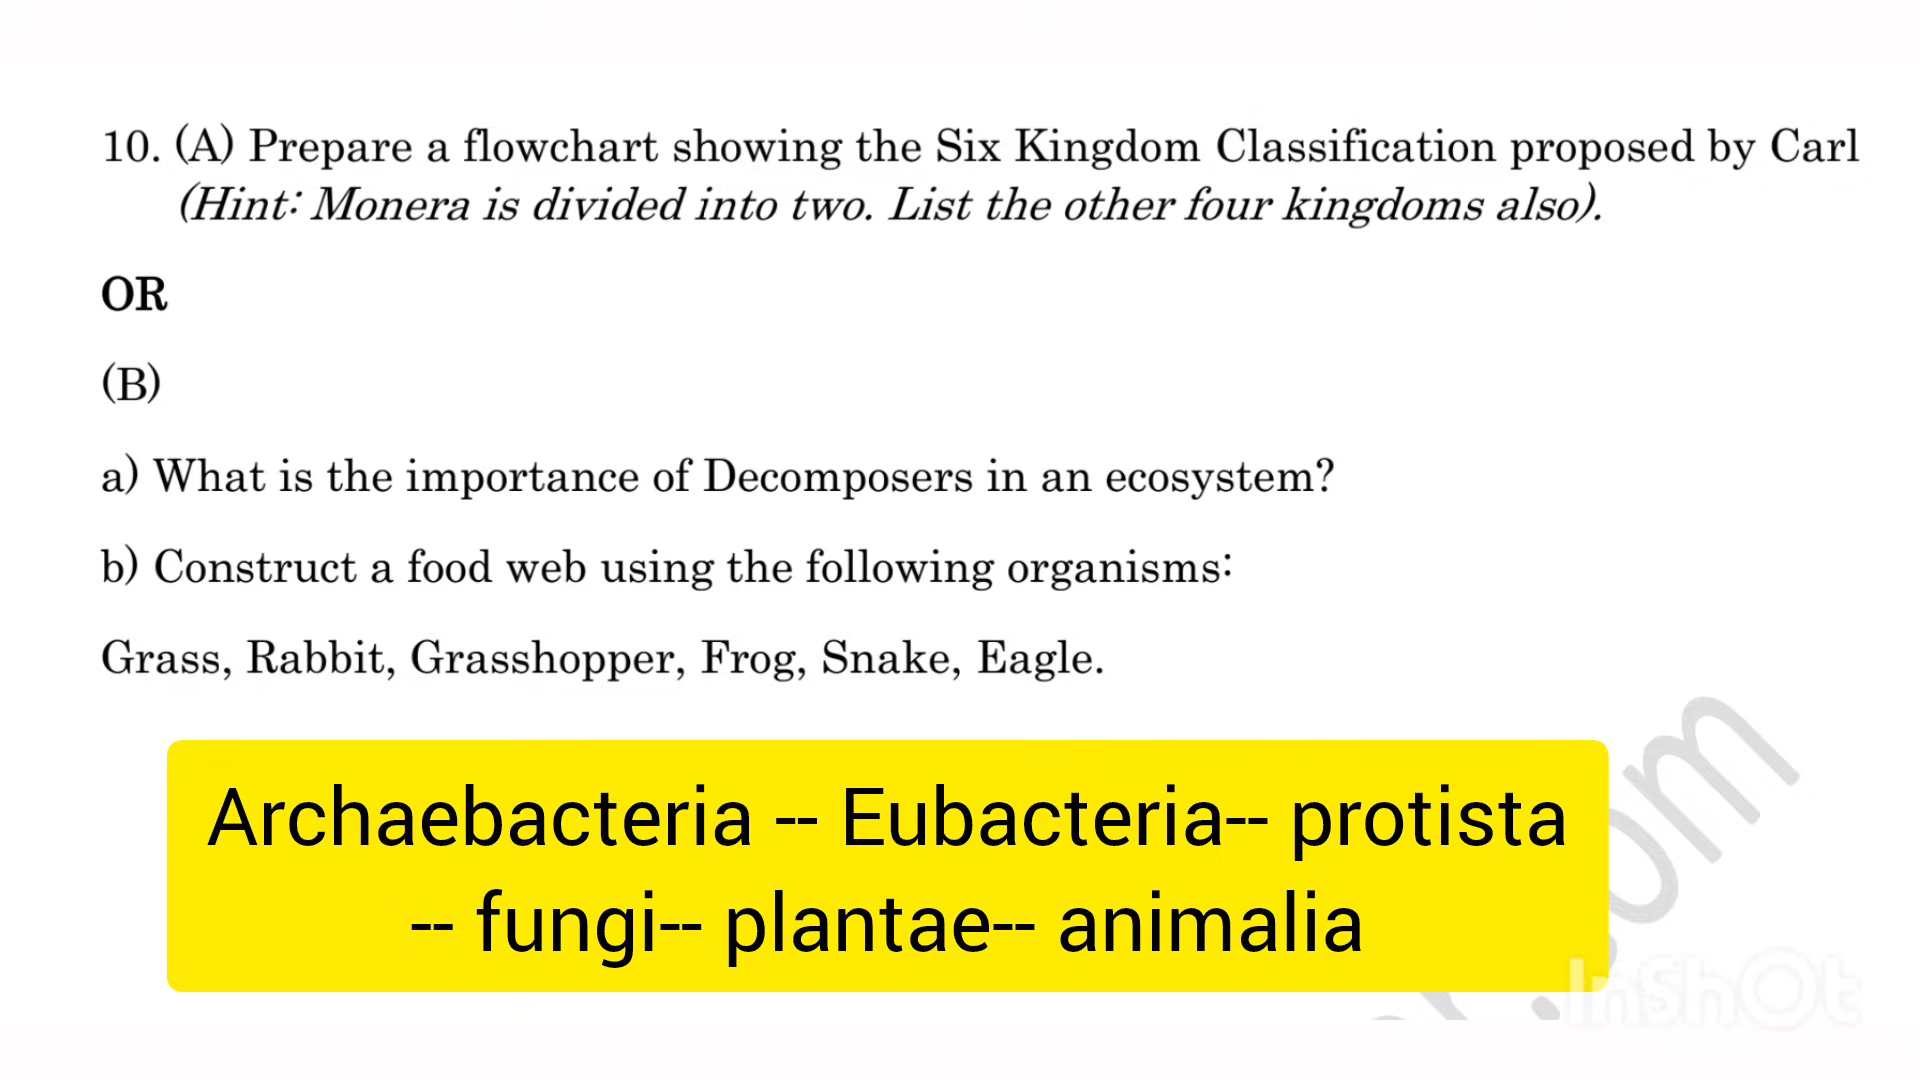 10. (A) Prepare a flowchart showing the Six Kingdom Classification proposed by Carl
(Hint: Monera is divided into two. List the other four kingdoms also).
OR
(B)
a) What is the importance of Decomposers in an ecosystem?
b) Construct a food web using the following organisms:
Grass, Rabbit, Grasshopper, Frog, Snake, Eagle.
Archaebacteria -- Eubacteria-- protista
-- fungi-- plantae-- animalia
InShOt